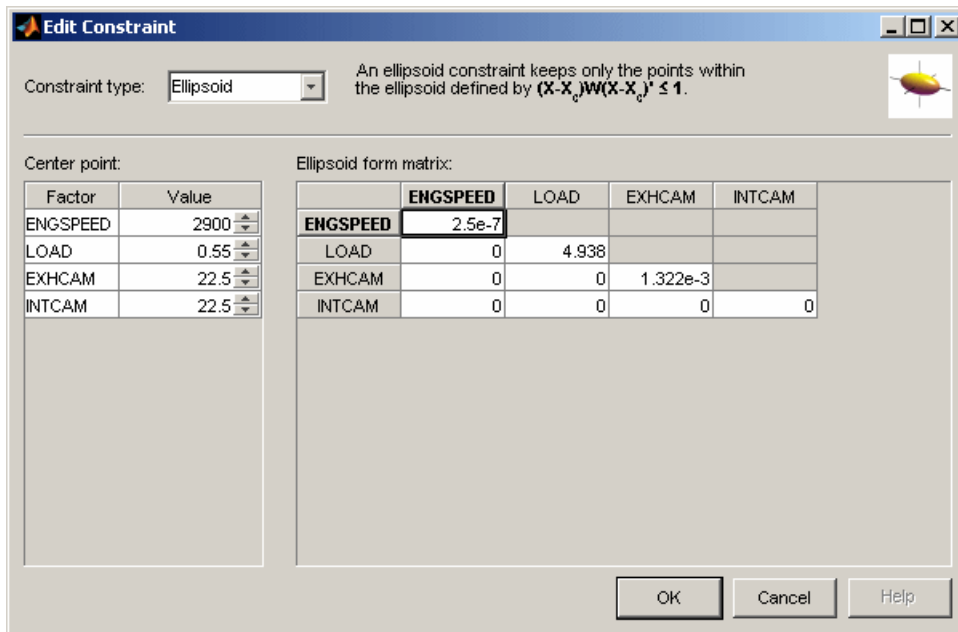 Edit Constraint
Constraint type: Ellipsoid
An ellipsoid constraint keeps only the points within
the ellipsoid defined by (X-Xc)W(X-Xc)' ≤ 1.
Center point:
Factor Value
ENGSPEED 2900
LOAD 0.55
EXHCAM 22.5
INTCAM 22.5
Ellipsoid form matrix:
ENGSPEED LOAD EXHCAM INTCAM
ENGSPEED 2.5e-7
LOAD 0 4.938
EXHCAM 0 0 1.322e-3
INTCAM 0 0 0 0
OK Cancel Help